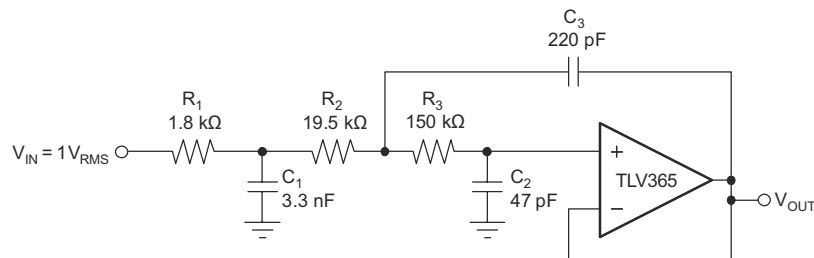 C3
220 pF
R1
1.8 kΩ
R2
19.5 kΩ
R3
150 kΩ
VIN = 1VRMS
C1
3.3 nF
C2
47 pF
+
TLV365
−
VOUT